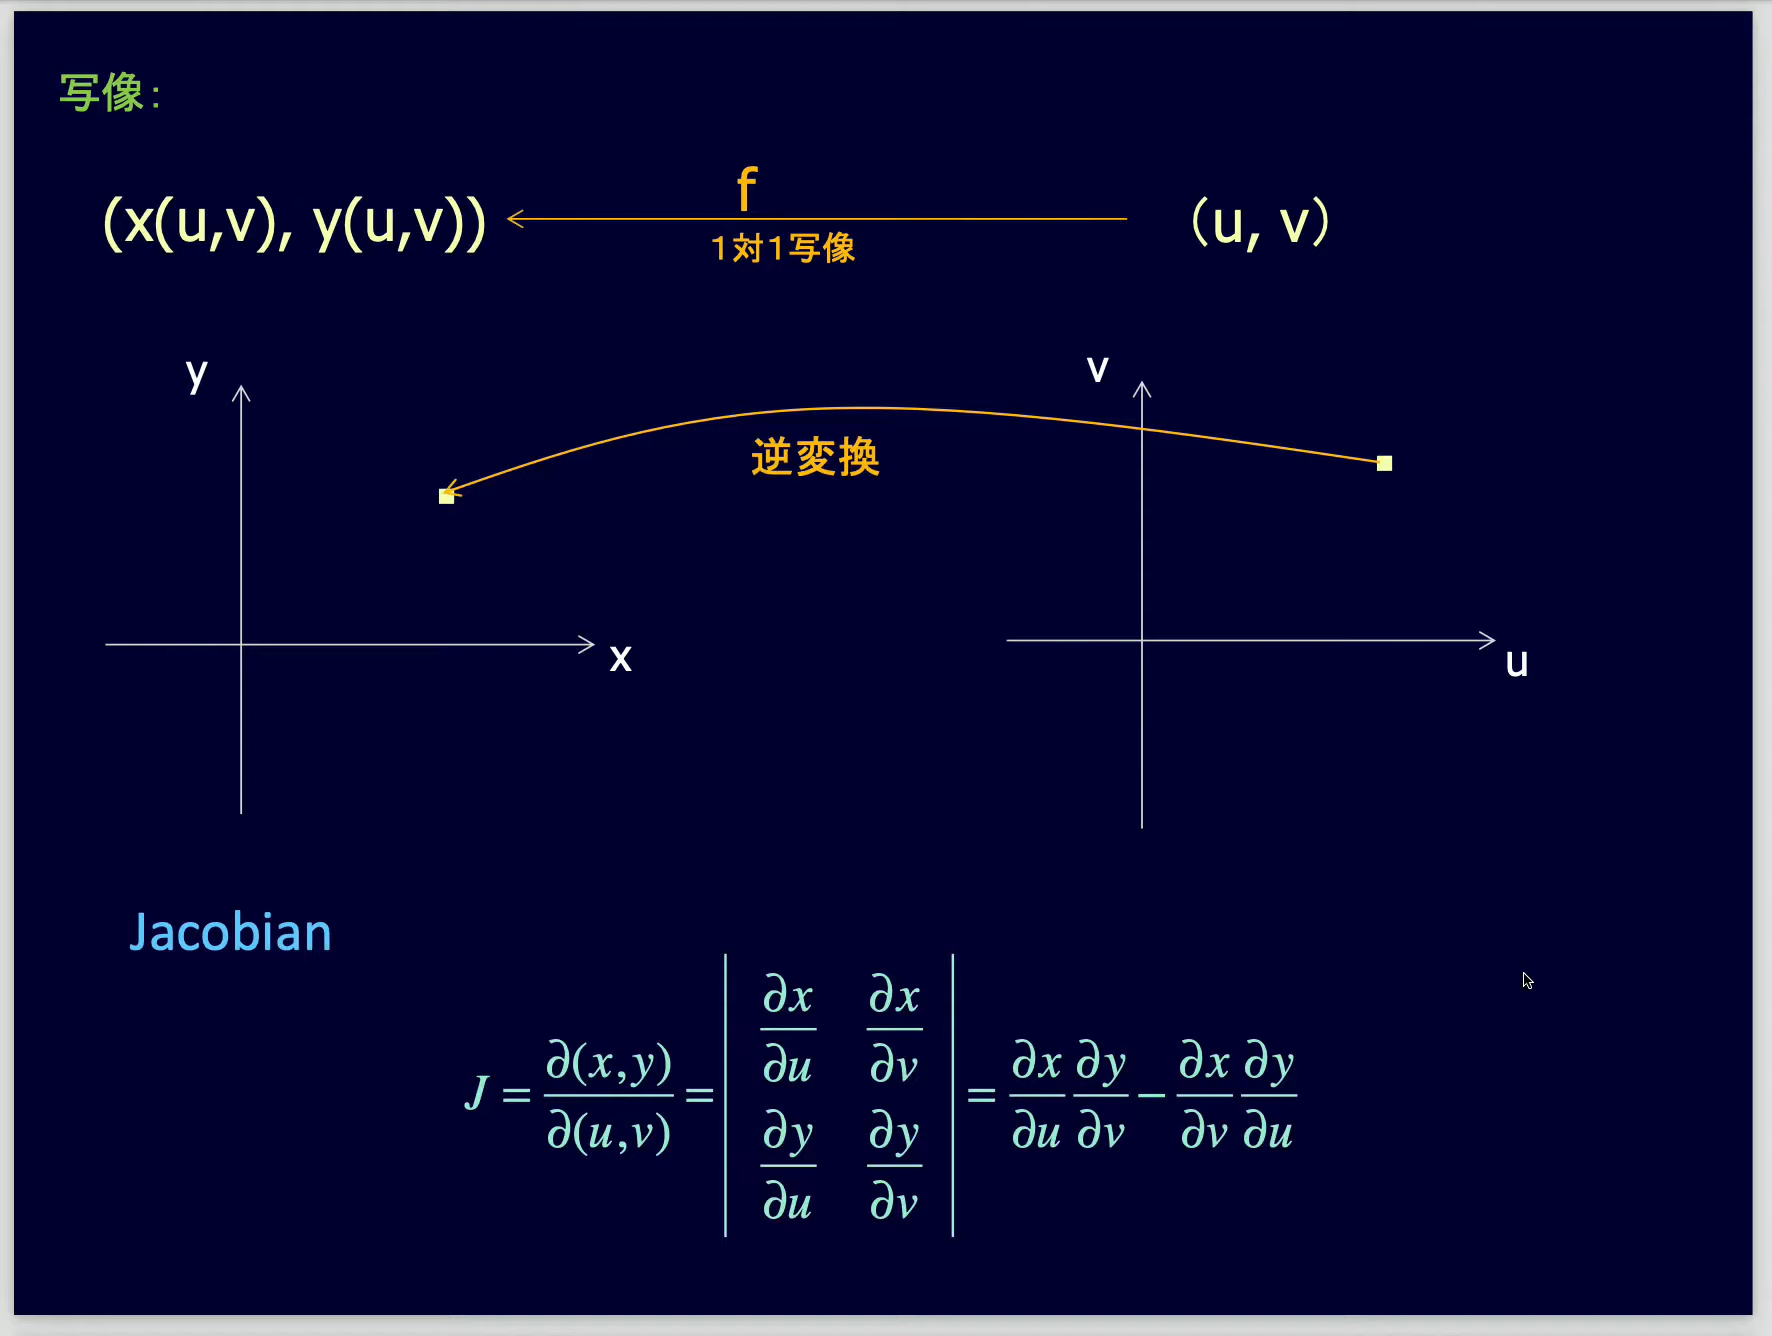 写像：
(x(u,v), y(u,v))
f
1対1写像
(u, v)
y
x
逆変換
v
u
Jacobian
J = ∂(x,y)/∂(u,v) = | ∂x/∂u ∂x/∂v ; ∂y/∂u ∂y/∂v | = ∂x/∂u ∂y/∂v − ∂x/∂v ∂y/∂u